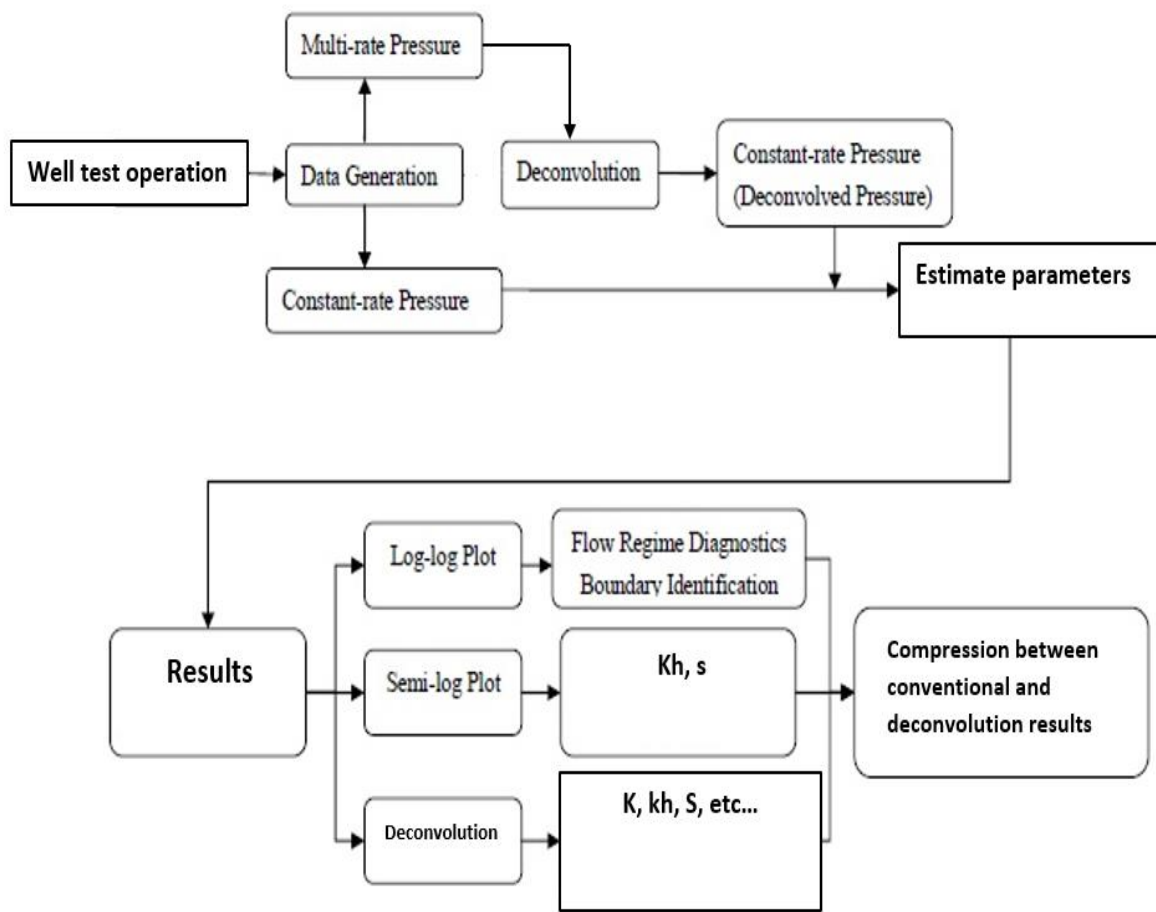 Multi-rate Pressure
Well test operation
Data Generation
Deconvolution
Constant-rate Pressure
(Deconvolved Pressure)
Constant-rate Pressure
Estimate parameters
Log-log Plot
Flow Regime Diagnostics
Boundary Identification
Results
Semi-log Plot
Kh, s
Compression between
conventional and
deconvolution results
Deconvolution
K, kh, S, etc...